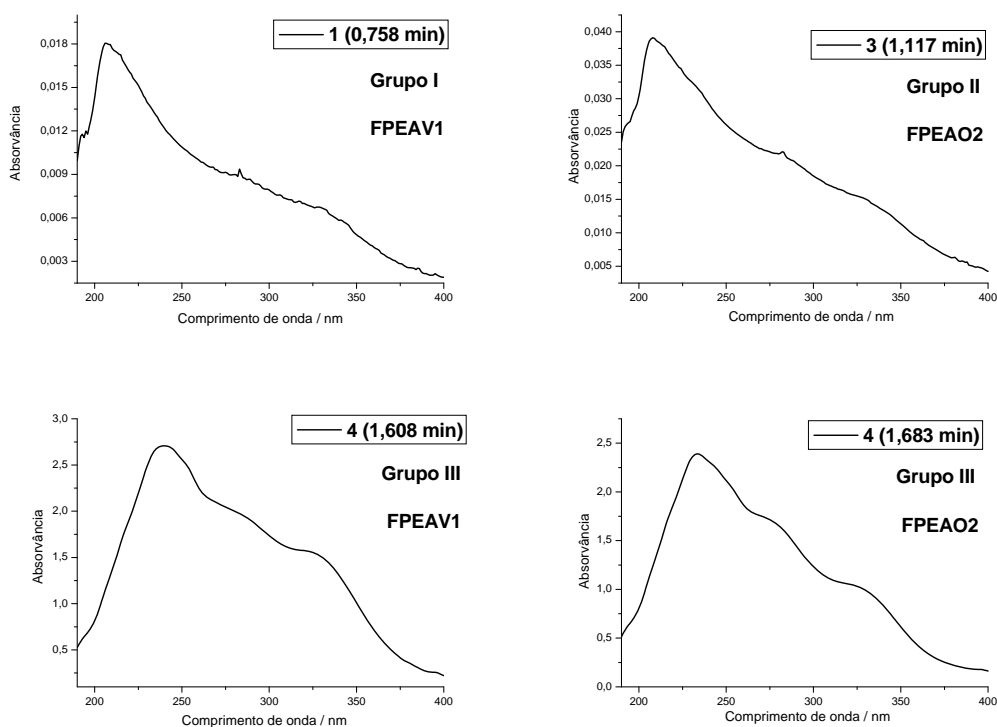 1 (0,758 min)
Grupo I
FPEAV1
0,018
0,015
0,012
0,009
0,006
0,003
Absorvância
200 250 300 350 400
Comprimento de onda / nm
3 (1,117 min)
Grupo II
FPEAO2
0,040
0,035
0,030
0,025
0,020
0,015
0,010
0,005
Absorvância
200 250 300 350 400
Comprimento de onda / nm
4 (1,608 min)
Grupo III
FPEAV1
3,0
2,5
2,0
1,5
1,0
0,5
Absorvância
200 250 300 350 400
Comprimento de onda / nm
4 (1,683 min)
Grupo III
FPEAO2
2,5
2,0
1,5
1,0
0,5
0,0
Absorvância
200 250 300 350 400
Comprimento de onda / nm